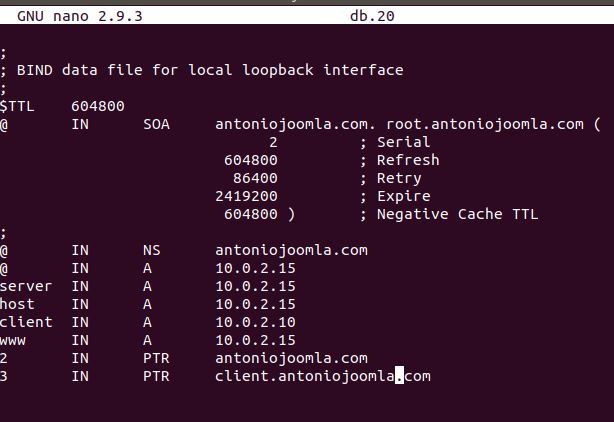 GNU nano 2.9.3 db.20
;
; BIND data file for local loopback interface
;
$TTL 604800
@ IN SOA antoniojoomla.com. root.antoniojoomla.com (
2 ; Serial
604800 ; Refresh
86400 ; Retry
2419200 ; Expire
604800 ) ; Negative Cache TTL
;
@ IN NS antoniojoomla.com
@ IN A 10.0.2.15
server IN A 10.0.2.15
host IN A 10.0.2.15
client IN A 10.0.2.10
www IN A 10.0.2.15
2 IN PTR antoniojoomla.com
3 IN PTR client.antoniojoomla.com